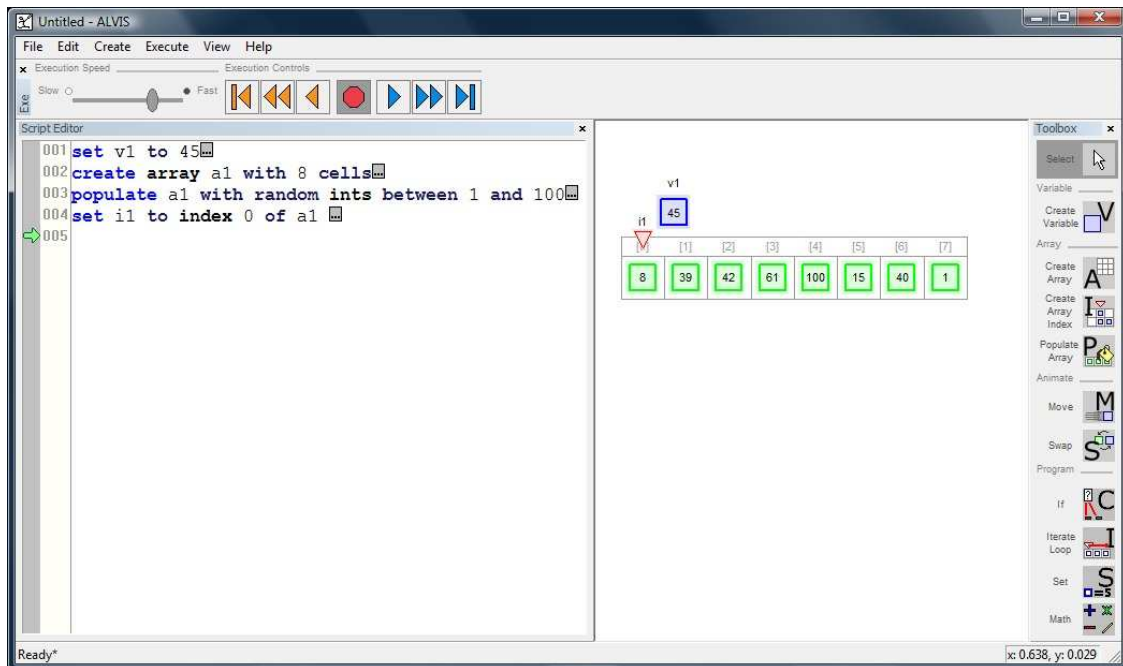 Untitled - ALVIS
File Edit Create Execute View Help
Execution Speed Execution Controls
Exe
Slow Fast
Script Editor
001 set v1 to 45...
002 create array a1 with 8 cells...
003 populate a1 with random ints between 1 and 100...
004 set i1 to index 0 of a1 ...
005
v1
45
i1
[1] [2] [3] [4] [5] [6] [7]
8 39 42 61 100 15 40 1
Toolbox
Select
Variable
Create
Variable
V
Array
Create
Array
A
Create
Array
Index
I
Populate
Array
P
Animate
Move
M
Swap
S
Program
If
? C
Iterate
Loop
I
Set
S
=s
Math
Ready*
x: 0.638, y: 0.029